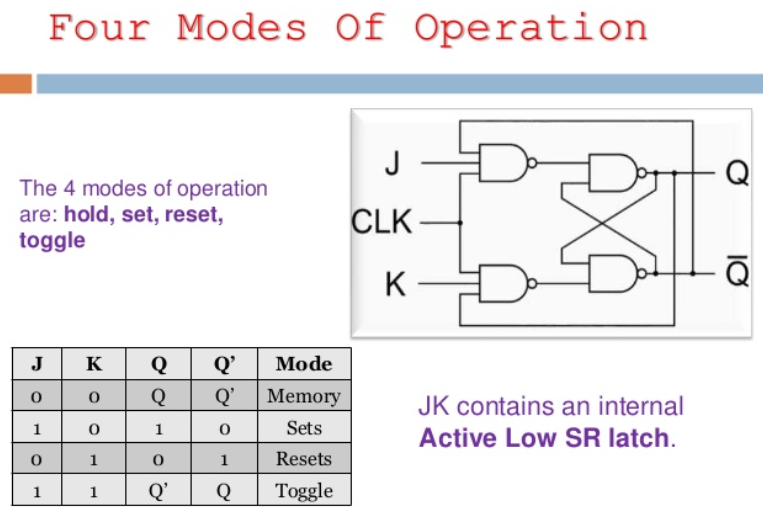 Four Modes Of Operation
The 4 modes of operation
are: hold, set, reset,
toggle
J
CLK
K
Q
Q̅
J K Q Q’ Mode
0 0 Q Q’ Memory
1 0 1 0 Sets
0 1 0 1 Resets
1 1 Q’ Q Toggle
JK contains an internal
Active Low SR latch.